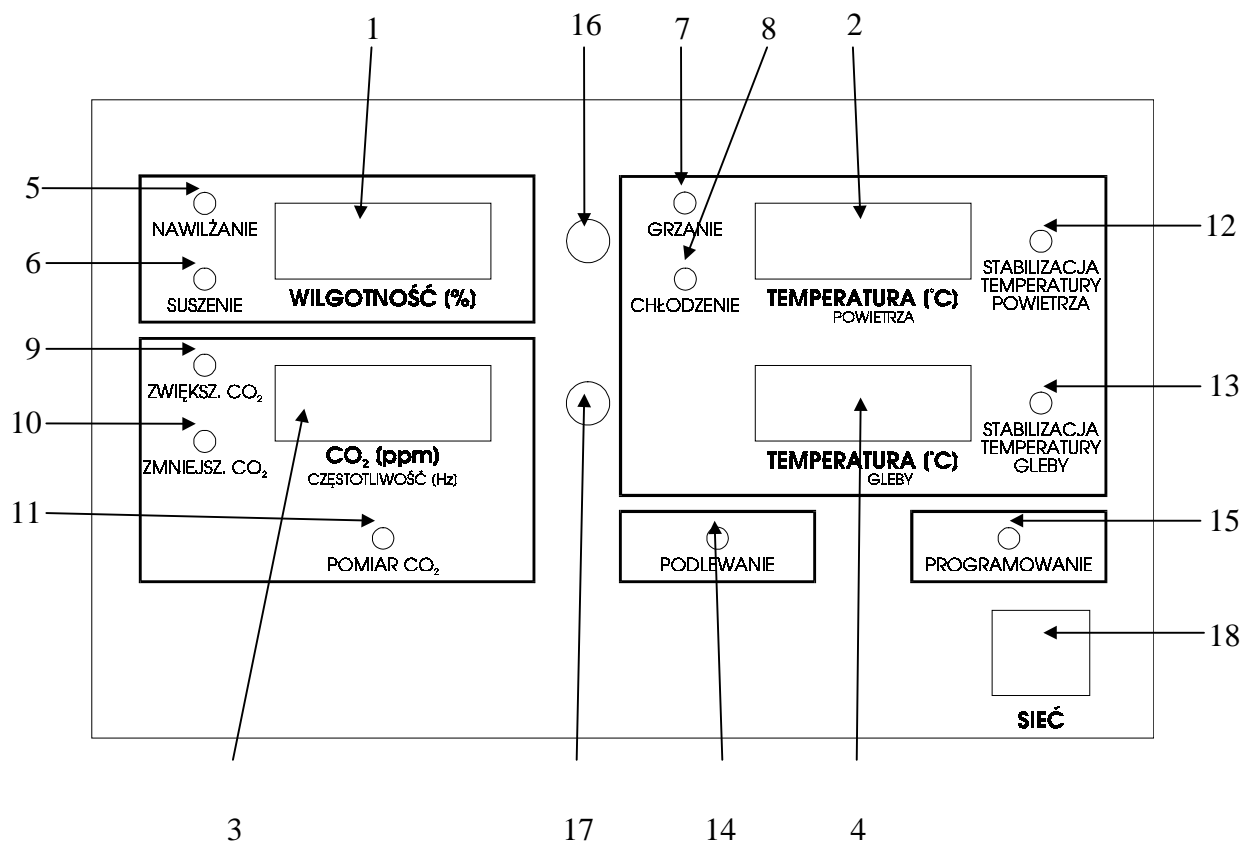 1
16
7
8
2
5
NAWILŻANIE
6
SUSZENIE
WILGOTNOŚĆ (%)
GRZANIE
CHŁODZENIE
TEMPERATURA (°C)
POWIETRZA
12
STABILIZACJA
TEMPERATURY
POWIETRZA
9
ZWIĘKSZ. CO₂
10
ZMNIEJSZ. CO₂
CO₂ (ppm)
CZĘSTOTLIWOŚĆ (Hz)
11
POMIAR CO₂
TEMPERATURA (°C)
GLEBY
13
STABILIZACJA
TEMPERATURY
GLEBY
PODLEWANIE
15
PROGRAMOWANIE
18
SIEĆ
3
17
14
4